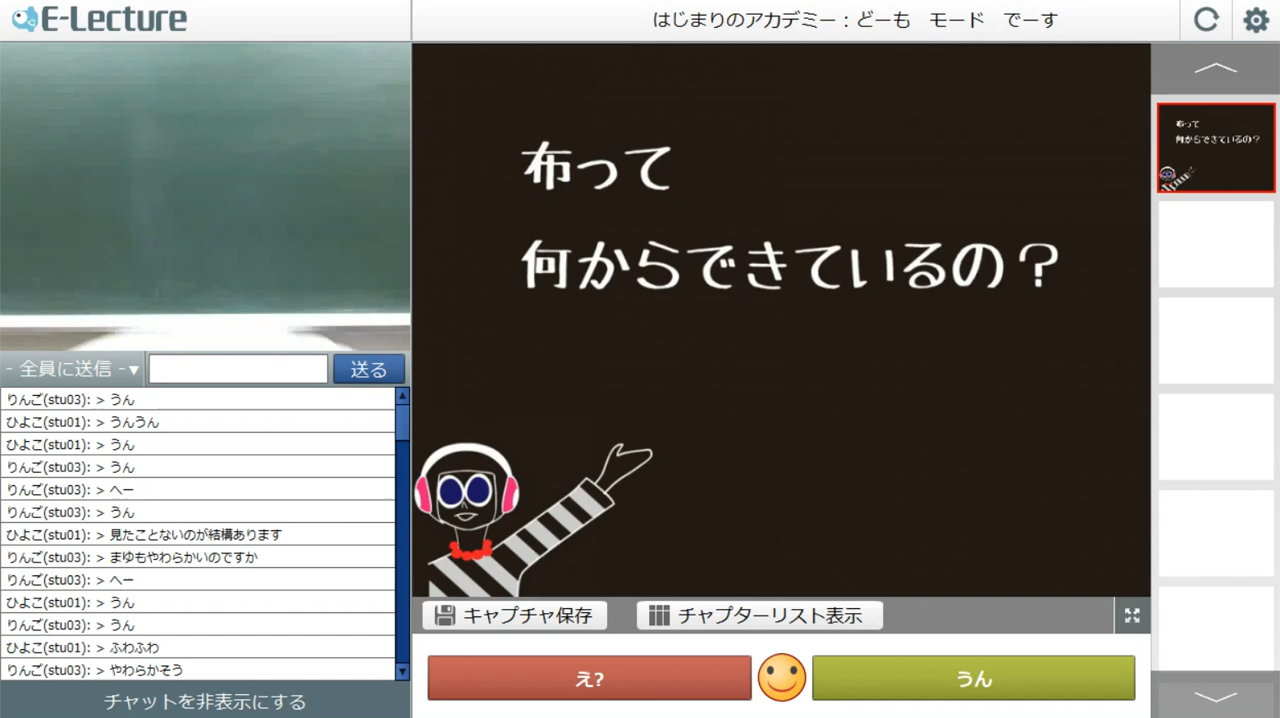 E-Lecture
はじまりのアカデミー：どーも　モード　でーす
- 全員に送信 -▼
送る
りんご(stu03): > うん
ひよこ(stu01): > うんうん
ひよこ(stu01): > うん
りんご(stu03): > うん
りんご(stu03): > へー
りんご(stu03): > うん
ひよこ(stu01): > 見たことないのが結構あります
りんご(stu03): > まゆもやわらかいのですか
りんご(stu03): > へー
ひよこ(stu01): > うん
りんご(stu03): > うん
ひよこ(stu01): > ふわふわ
りんご(stu03): > やわらかそう
チャットを非表示にする
布って
何からできているの？
キャプチャ保存
チャプターリスト表示
え?
うん
布って
何からできているの？